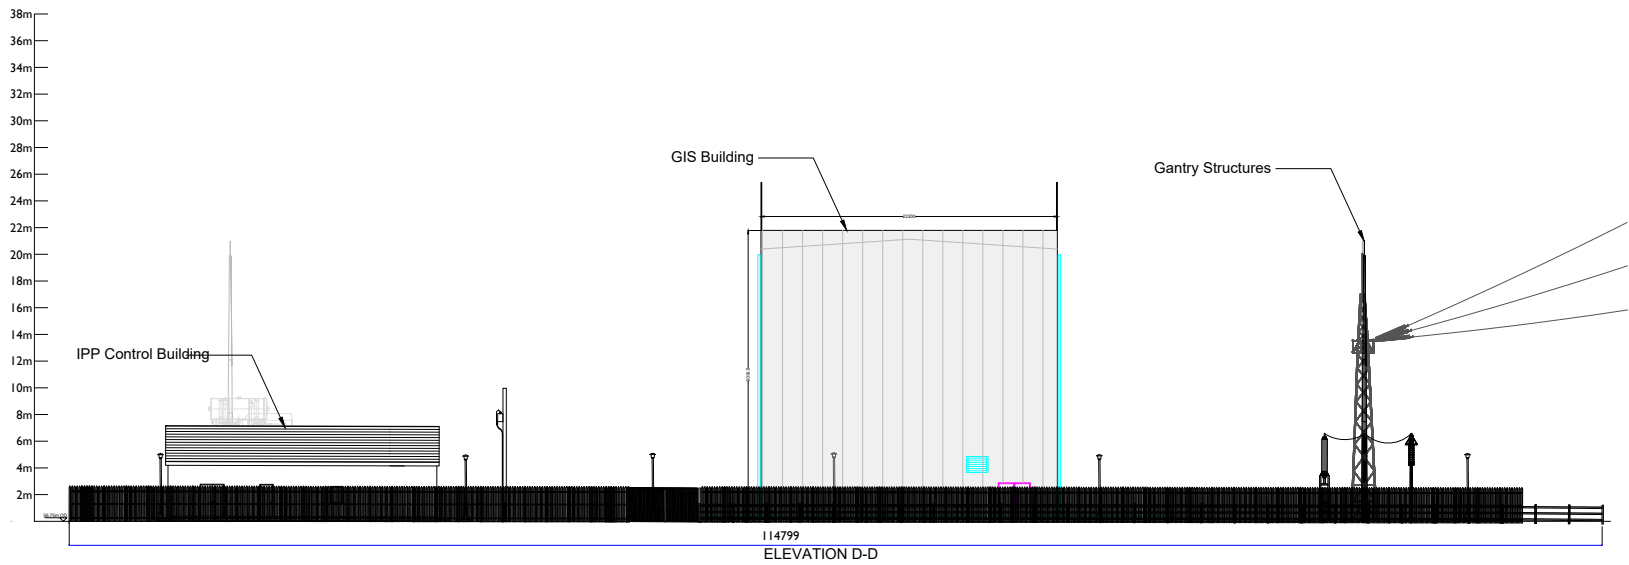 38m
36m
34m
32m
30m
28m
26m
24m
22m
20m
18m
16m
14m
12m
10m
8m
6m
4m
2m
GIS Building
Gantry Structures
IPP Control Building
114799
ELEVATION D-D